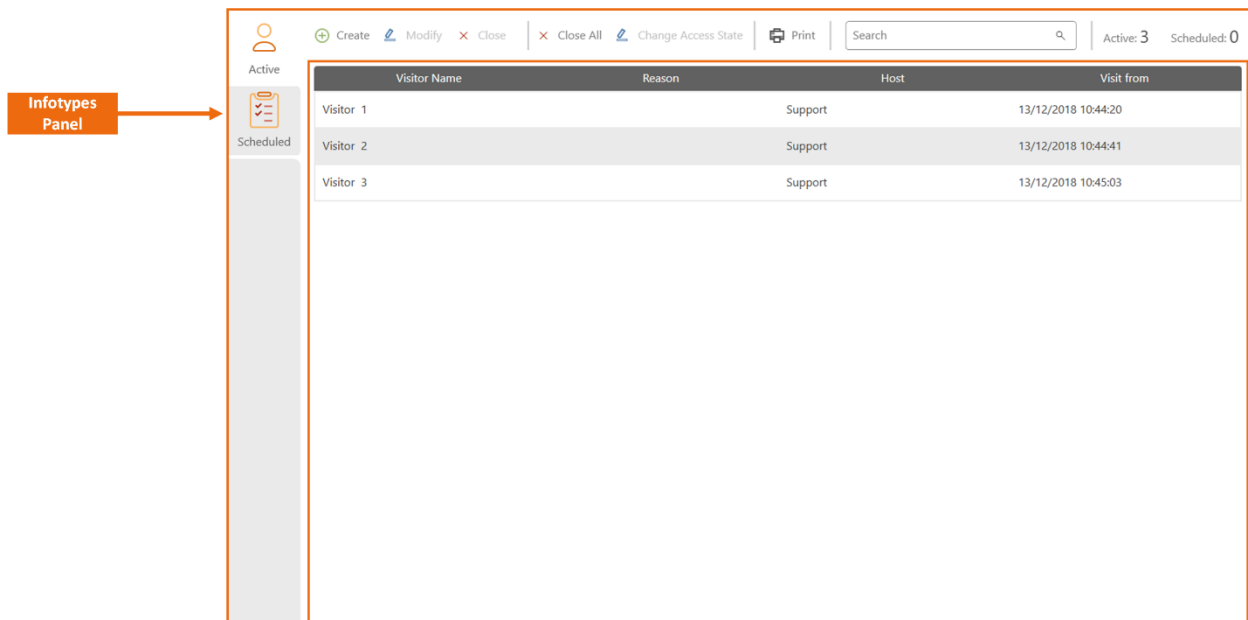 Create Modify Close Close All Change Access State Print Search Active: 3 Scheduled: 0
Active
Infotypes
Panel
Scheduled
Visitor Name Reason Host Visit from
Visitor 1 Support 13/12/2018 10:44:20
Visitor 2 Support 13/12/2018 10:44:41
Visitor 3 Support 13/12/2018 10:45:03